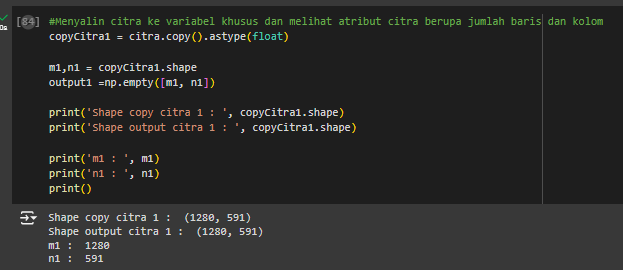 [84] #Menyalin citra ke variabel khusus dan melihat atribut citra berupa jumlah baris dan kolom
0s
copyCitra1 = citra.copy().astype(float)
m1,n1 = copyCitra1.shape
output1 =np.empty([m1, n1])
print('Shape copy citra 1 : ', copyCitra1.shape)
print('Shape output citra 1 : ', copyCitra1.shape)
print('m1 : ', m1)
print('n1 : ', n1)
print()
Shape copy citra 1 :  (1280, 591)
Shape output citra 1 :  (1280, 591)
m1 :  1280
n1 :  591